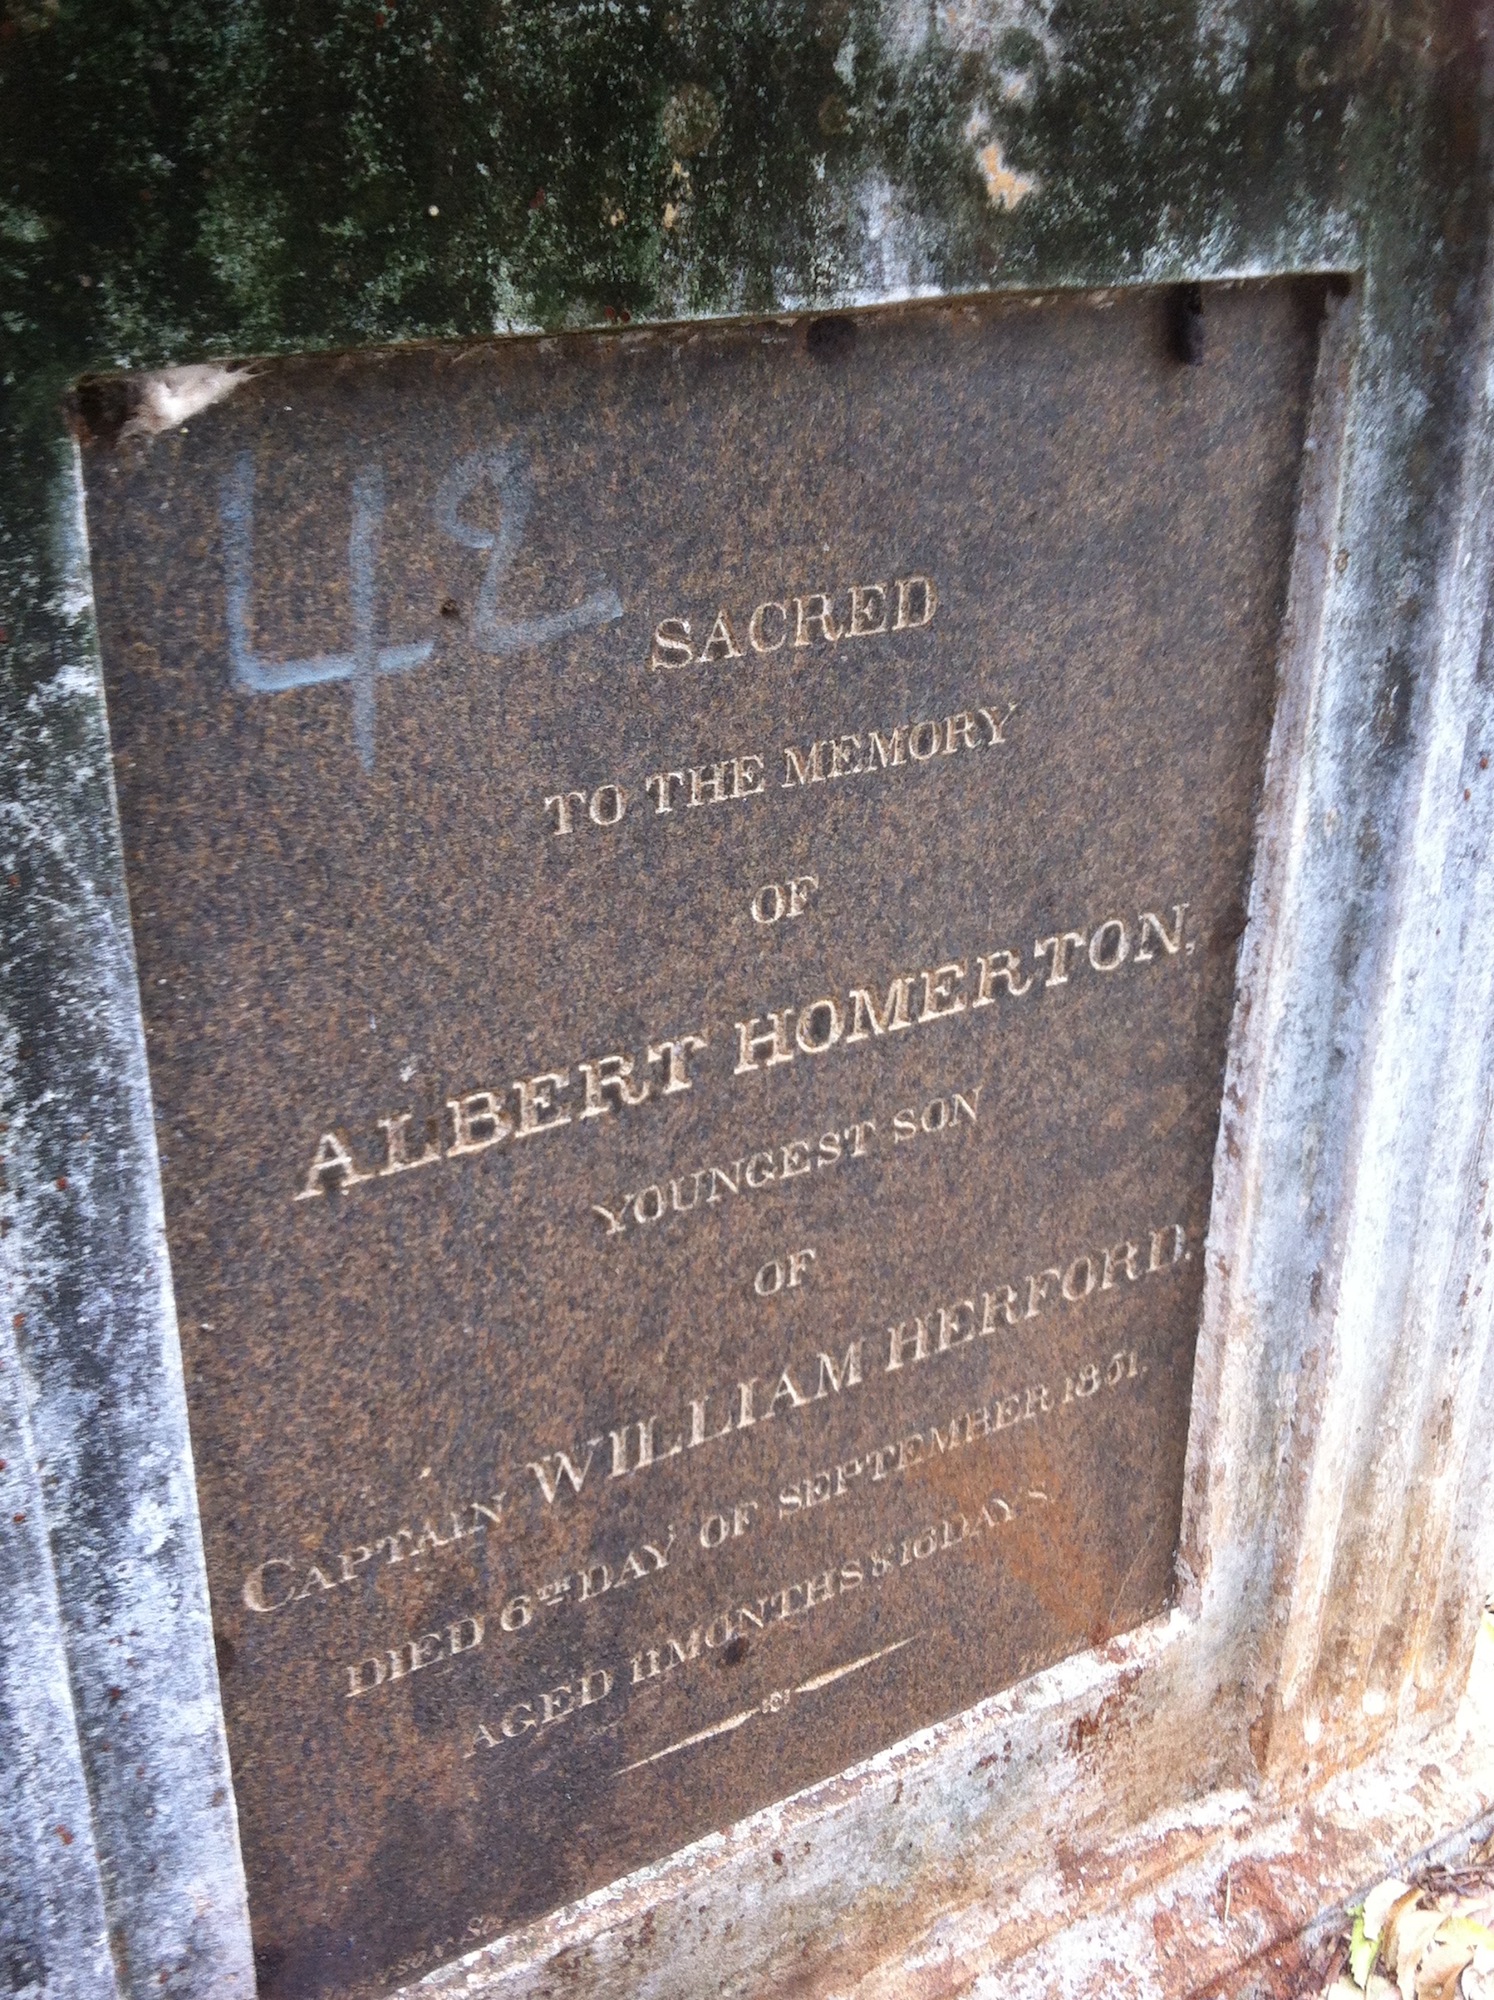 42
SACRED
TO THE MEMORY
OF
ALBERT HOMERTON,
YOUNGEST SON
OF
CAPTAIN WILLIAM HERFORD,
DIED 6TH DAY OF SEPTEMBER 1851.
AGED 11 MONTHS & 16 DAYS.